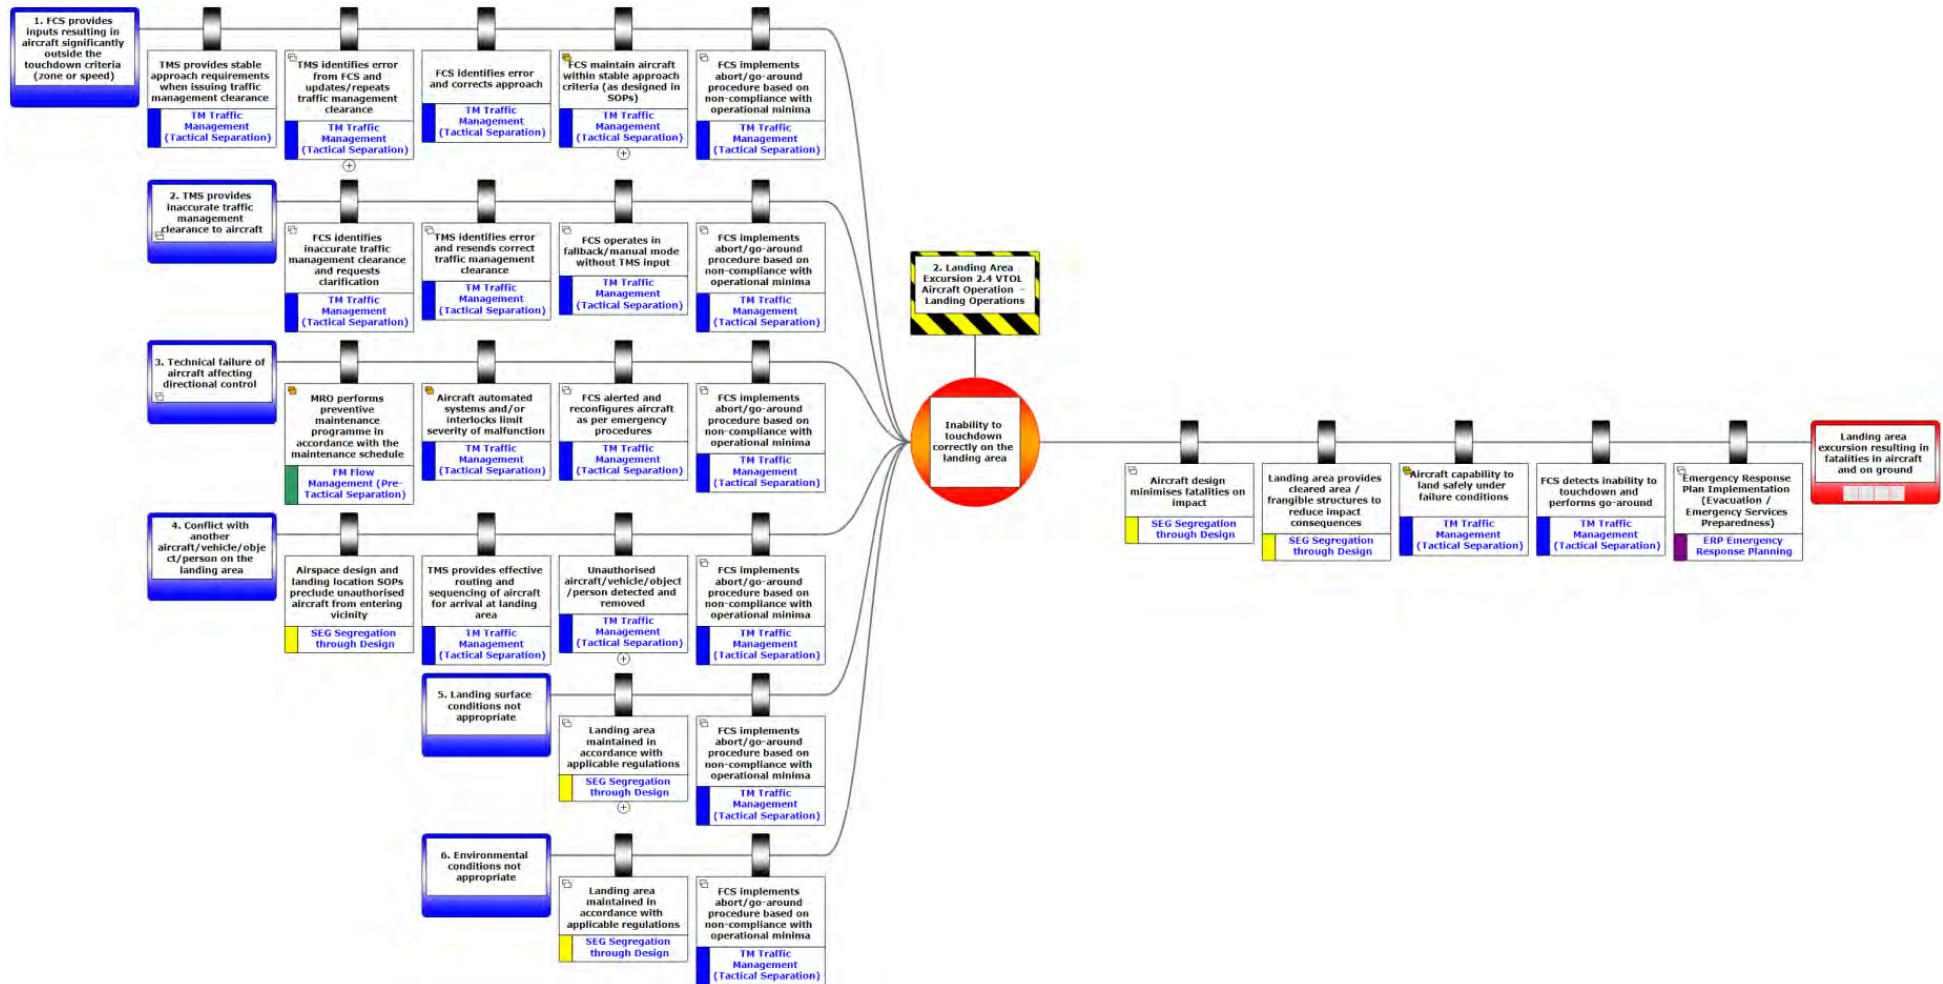 1. FCS provides
inputs resulting in
aircraft significantly
outside the
touchdown criteria
(zone or speed)
TMS provides stable
approach requirements
when issuing traffic
management clearance
TM Traffic
Management
(Tactical Separation)
TMS identifies error
from FCS and
updates/repeats
traffic management
clearance
TM Traffic
Management
(Tactical Separation)
FCS identifies error
and corrects approach
TM Traffic
Management
(Tactical Separation)
FCS maintain aircraft
within stable approach
criteria (as designed in
SOPs)
TM Traffic
Management
(Tactical Separation)
FCS implements
abort/go-around
procedure based on
non-compliance with
operational minima
TM Traffic
Management
(Tactical Separation)
2. TMS provides
inaccurate traffic
management
clearance to aircraft
FCS identifies
inaccurate traffic
management clearance
and requests
clarification
TM Traffic
Management
(Tactical Separation)
TMS identifies error
and resends correct
traffic management
clearance
TM Traffic
Management
(Tactical Separation)
FCS operates in
fallback/manual mode
without TMS input
TM Traffic
Management
(Tactical Separation)
FCS implements
abort/go-around
procedure based on
non-compliance with
operational minima
TM Traffic
Management
(Tactical Separation)
3. Technical failure of
aircraft affecting
directional control
MRO performs
preventive
maintenance
programme in
accordance with the
maintenance schedule
FM Flow
Management (Pre-
Tactical Separation)
Aircraft automated
systems and/or
interlocks limit
severity of malfunction
TM Traffic
Management
(Tactical Separation)
FCS alerted and
reconfigures aircraft
as per emergency
procedures
TM Traffic
Management
(Tactical Separation)
FCS implements
abort/go-around
procedure based on
non-compliance with
operational minima
TM Traffic
Management
(Tactical Separation)
4. Conflict with
another
aircraft/vehicle/obje
ct/person on the
landing area
Airspace design and
landing location SOPs
preclude unauthorised
aircraft from entering
vicinity
SEG Segregation
through Design
TMS provides effective
routing and
sequencing of aircraft
for arrival at landing
area
TM Traffic
Management
(Tactical Separation)
Unauthorised
aircraft/vehicle/object
/person detected and
removed
TM Traffic
Management
(Tactical Separation)
FCS implements
abort/go-around
procedure based on
non-compliance with
operational minima
TM Traffic
Management
(Tactical Separation)
5. Landing surface
conditions not
appropriate
Landing area
maintained in
accordance with
applicable regulations
SEG Segregation
through Design
FCS implements
abort/go-around
procedure based on
non-compliance with
operational minima
TM Traffic
Management
(Tactical Separation)
6. Environmental
conditions not
appropriate
Landing area
maintained in
accordance with
applicable regulations
SEG Segregation
through Design
FCS implements
abort/go-around
procedure based on
non-compliance with
operational minima
TM Traffic
Management
(Tactical Separation)
2. Landing Area
Excursion 2.4 VTOL
Aircraft Operation -
Landing Operations
Inability to
touchdown
correctly on the
landing area
Aircraft design
minimises fatalities on
impact
SEG Segregation
through Design
Landing area provides
cleared area /
frangible structures to
reduce impact
consequences
SEG Segregation
through Design
Aircraft capability to
land safely under
failure conditions
TM Traffic
Management
(Tactical Separation)
FCS detects inability to
touchdown and
performs go-around
TM Traffic
Management
(Tactical Separation)
Emergency Response
Plan Implementation
(Evacuation /
Emergency Services
Preparedness)
ERP Emergency
Response Planning
Landing area
excursion resulting in
fatalities in aircraft
and on ground